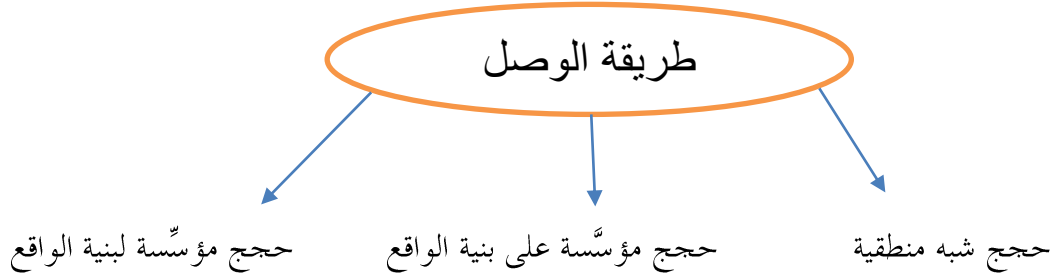 طريقة الوصل
حجج شبه منطقية
حجج مؤسَّسة على بنية الواقع
حجج مؤسِّسة لبنية الواقع